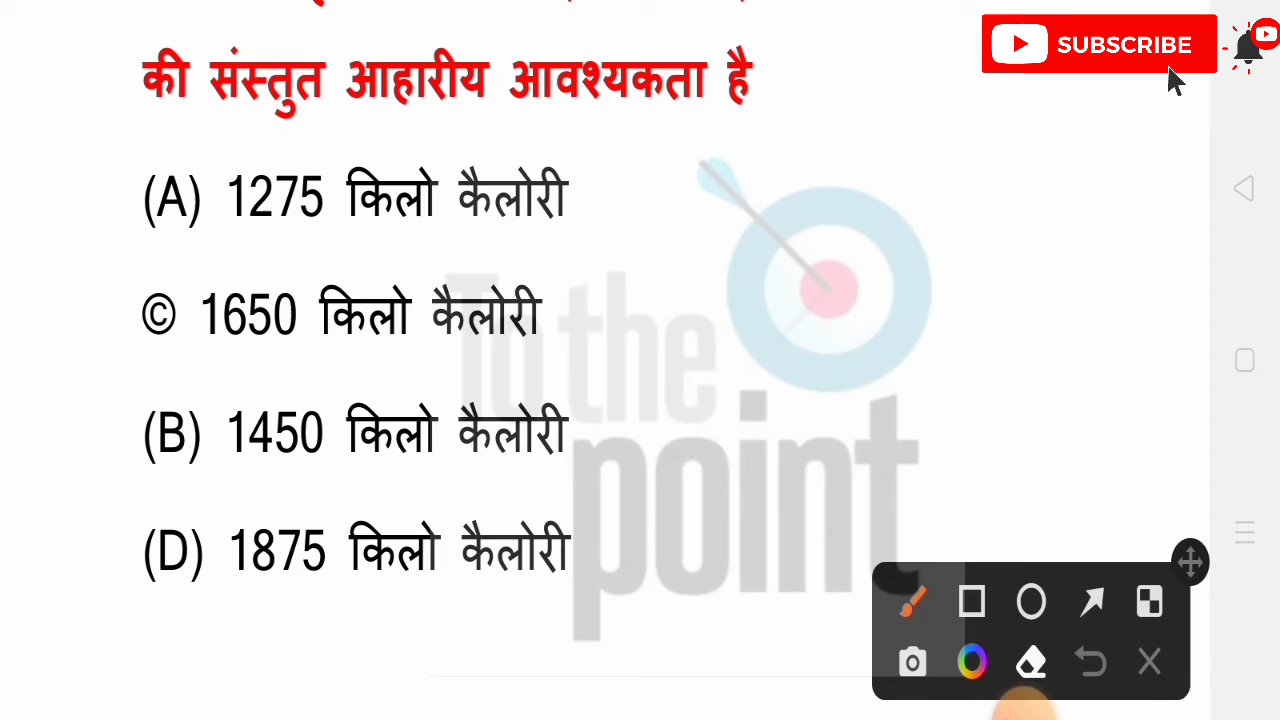 की संस्तुत आहारीय आवश्यकता है
SUBSCRIBE
(A) 1275 किलो कैलोरी
© 1650 किलो कैलोरी
(B) 1450 किलो कैलोरी
(D) 1875 किलो कैलोरी
To the
point